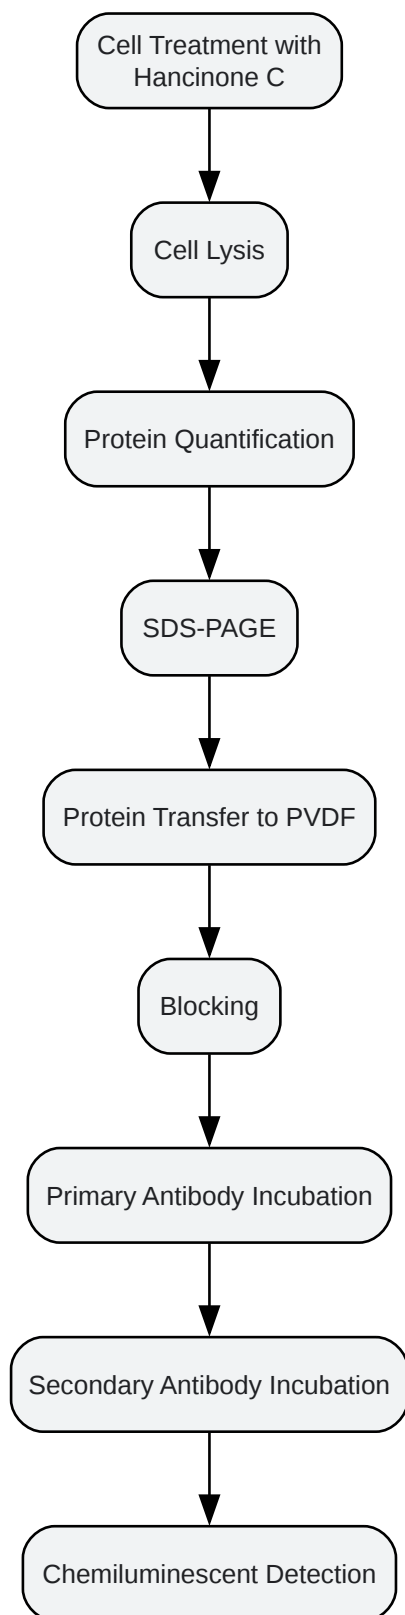 Cell Treatment with
Hancinone C
Cell Lysis
Protein Quantification
SDS-PAGE
Protein Transfer to PVDF
Blocking
Primary Antibody Incubation
Secondary Antibody Incubation
Chemiluminescent Detection